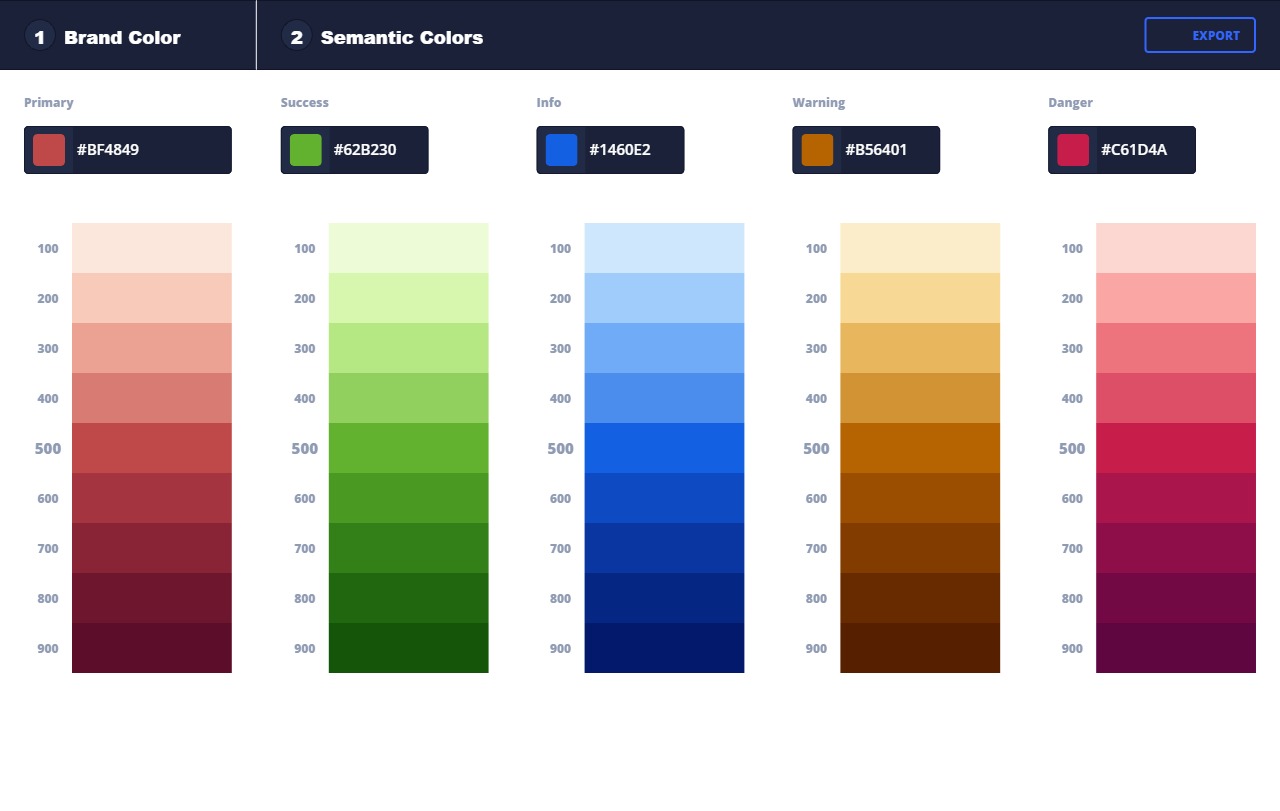 1 Brand Color
2 Semantic Colors
EXPORT
Primary
Success
Info
Warning
Danger
#BF4849
#62B230
#1460E2
#B56401
#C61D4A
100 100 100 100 100
200 200 200 200 200
300 300 300 300 300
400 400 400 400 400
500 500 500 500 500
600 600 600 600 600
700 700 700 700 700
800 800 800 800 800
900 900 900 900 900